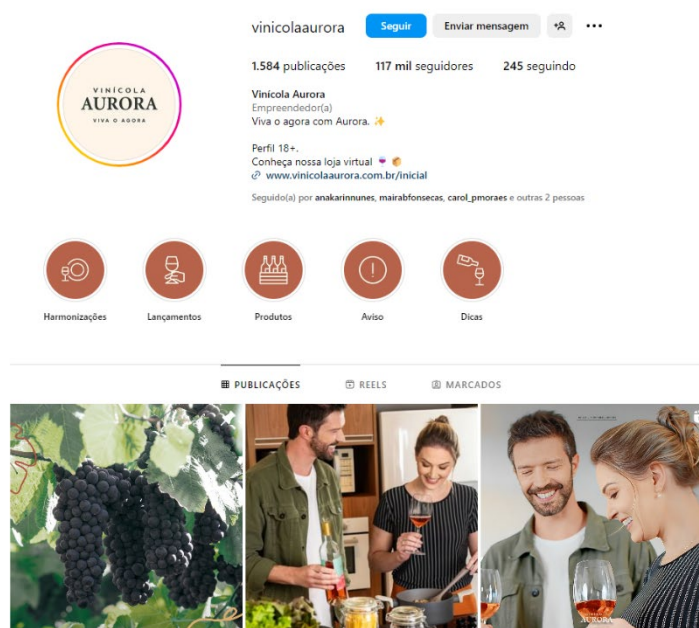 vinicolaaurora Seguir Enviar mensagem
1.584 publicações 117 mil seguidores 245 seguindo
VINÍCOLA
AURORA
VIVA O AGORA
Vinícola Aurora
Empreendedor(a)
Viva o agora com Aurora. ✨
Perfil 18+.
Conheça nossa loja virtual 🍷 📦
www.vinicolaaurora.com.br/inicial
Seguido(a) por anakarinnunes, mairabfonsecas, carol_pmoraes e outras 2 pessoas
Harmonizações Lançamentos Produtos Aviso Dicas
PUBLICAÇÕES REELS MARCADOS
AURORA